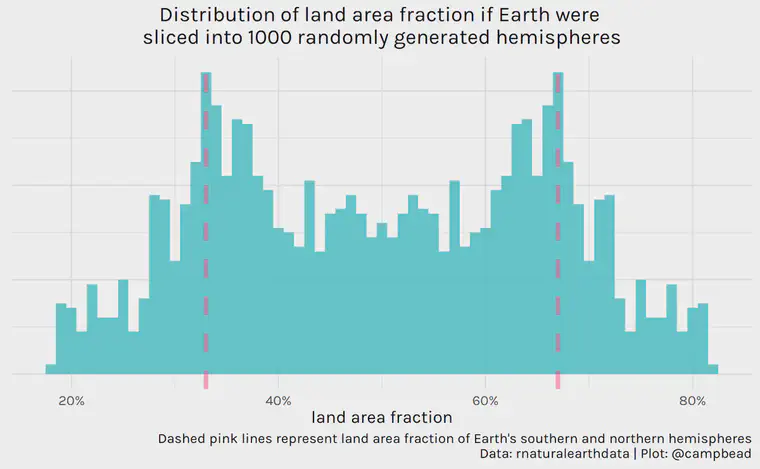 Distribution of land area fraction if Earth were
sliced into 1000 randomly generated hemispheres
20%
40%
60%
80%
land area fraction
Dashed pink lines represent land area fraction of Earth's southern and northern hemispheres
Data: rnaturalearthdata | Plot: @campbead